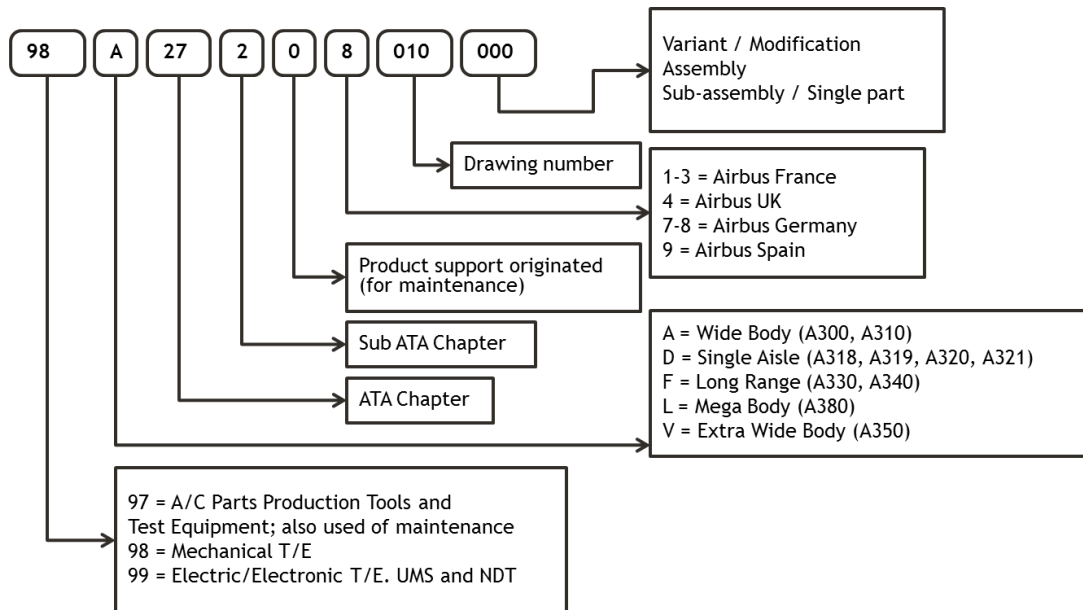 98 A 27 2 0 8 010 000
Variant / Modification
Assembly
Sub-assembly / Single part
Drawing number
1-3 = Airbus France
4 = Airbus UK
7-8 = Airbus Germany
9 = Airbus Spain
Product support originated
(for maintenance)
Sub ATA Chapter
ATA Chapter
A = Wide Body (A300, A310)
D = Single Aisle (A318, A319, A320, A321)
F = Long Range (A330, A340)
L = Mega Body (A380)
V = Extra Wide Body (A350)
97 = A/C Parts Production Tools and
Test Equipment; also used of maintenance
98 = Mechanical T/E
99 = Electric/Electronic T/E. UMS and NDT